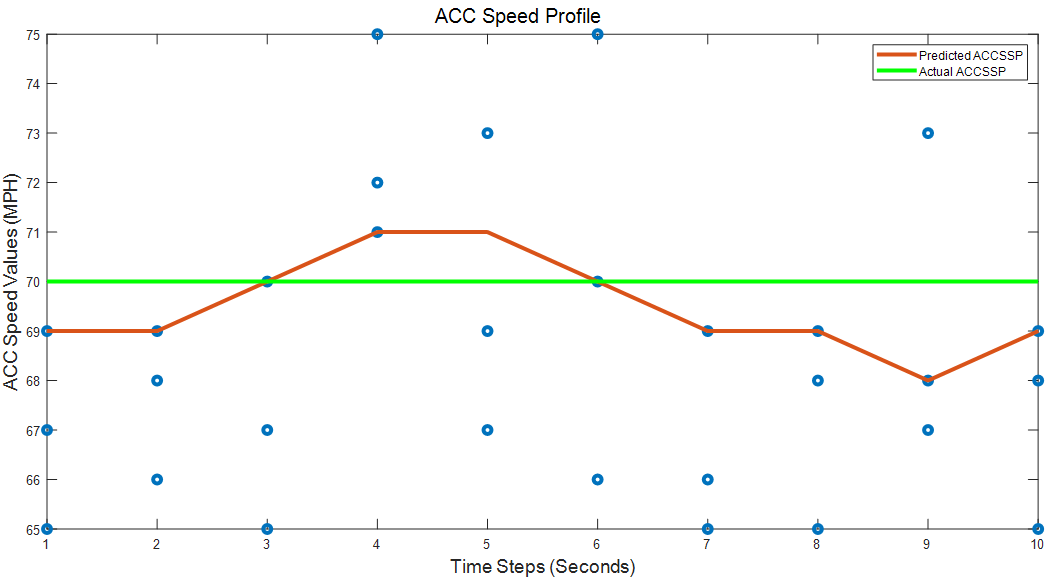 ACC Speed Profile
75
74
73
72
71
70
69
68
67
66
65
ACC Speed Values (MPH)
Predicted ACCSSP
Actual ACCSSP
1 2 3 4 5 6 7 8 9 10
Time Steps (Seconds)